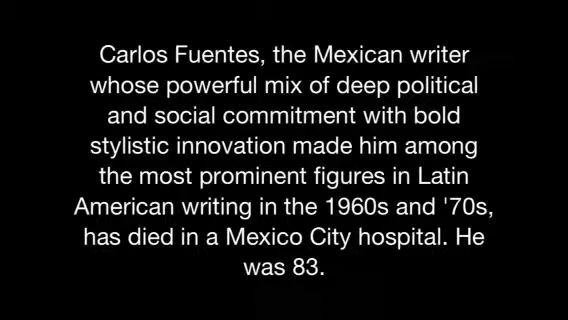 Carlos Fuentes, the Mexican writer
whose powerful mix of deep political
and social commitment with bold
stylistic innovation made him among
the most prominent figures in Latin
American writing in the 1960s and '70s,
has died in a Mexico City hospital. He
was 83.